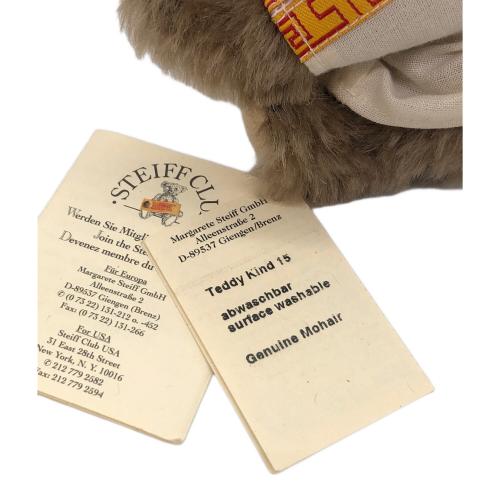 STEIFF CLU
Werden Sie Mitgli
Join the Ste
Devenez membre du
Für Europa
Margarete Steiff GmbH
Alleenstraße 2
D-89537 Giengen (Brenz)
✆ (0 73 22) 131-212 o. -452
Fax: (0 73 22) 131-266
For USA
Steiff Club USA
31 East 28th Street
New York, N. Y. 10016
✆ 212 779 2582
Fax 212 779 2594
Margarete Steiff GmbH
Alleenstraße 2
D-89537 Giengen/Brenz
Teddy Kind 15
abwaschbar
surface washable
Genuine Mohair